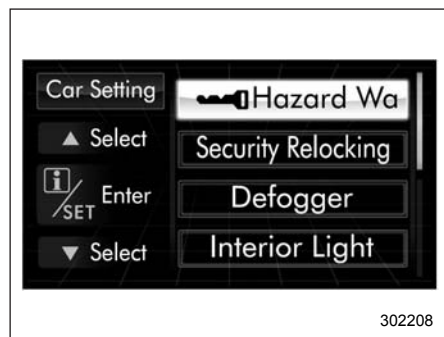 Car Setting
Hazard Wa
▲ Select
Security Relocking
i/SET Enter
Defogger
▼ Select
Interior Light
302208